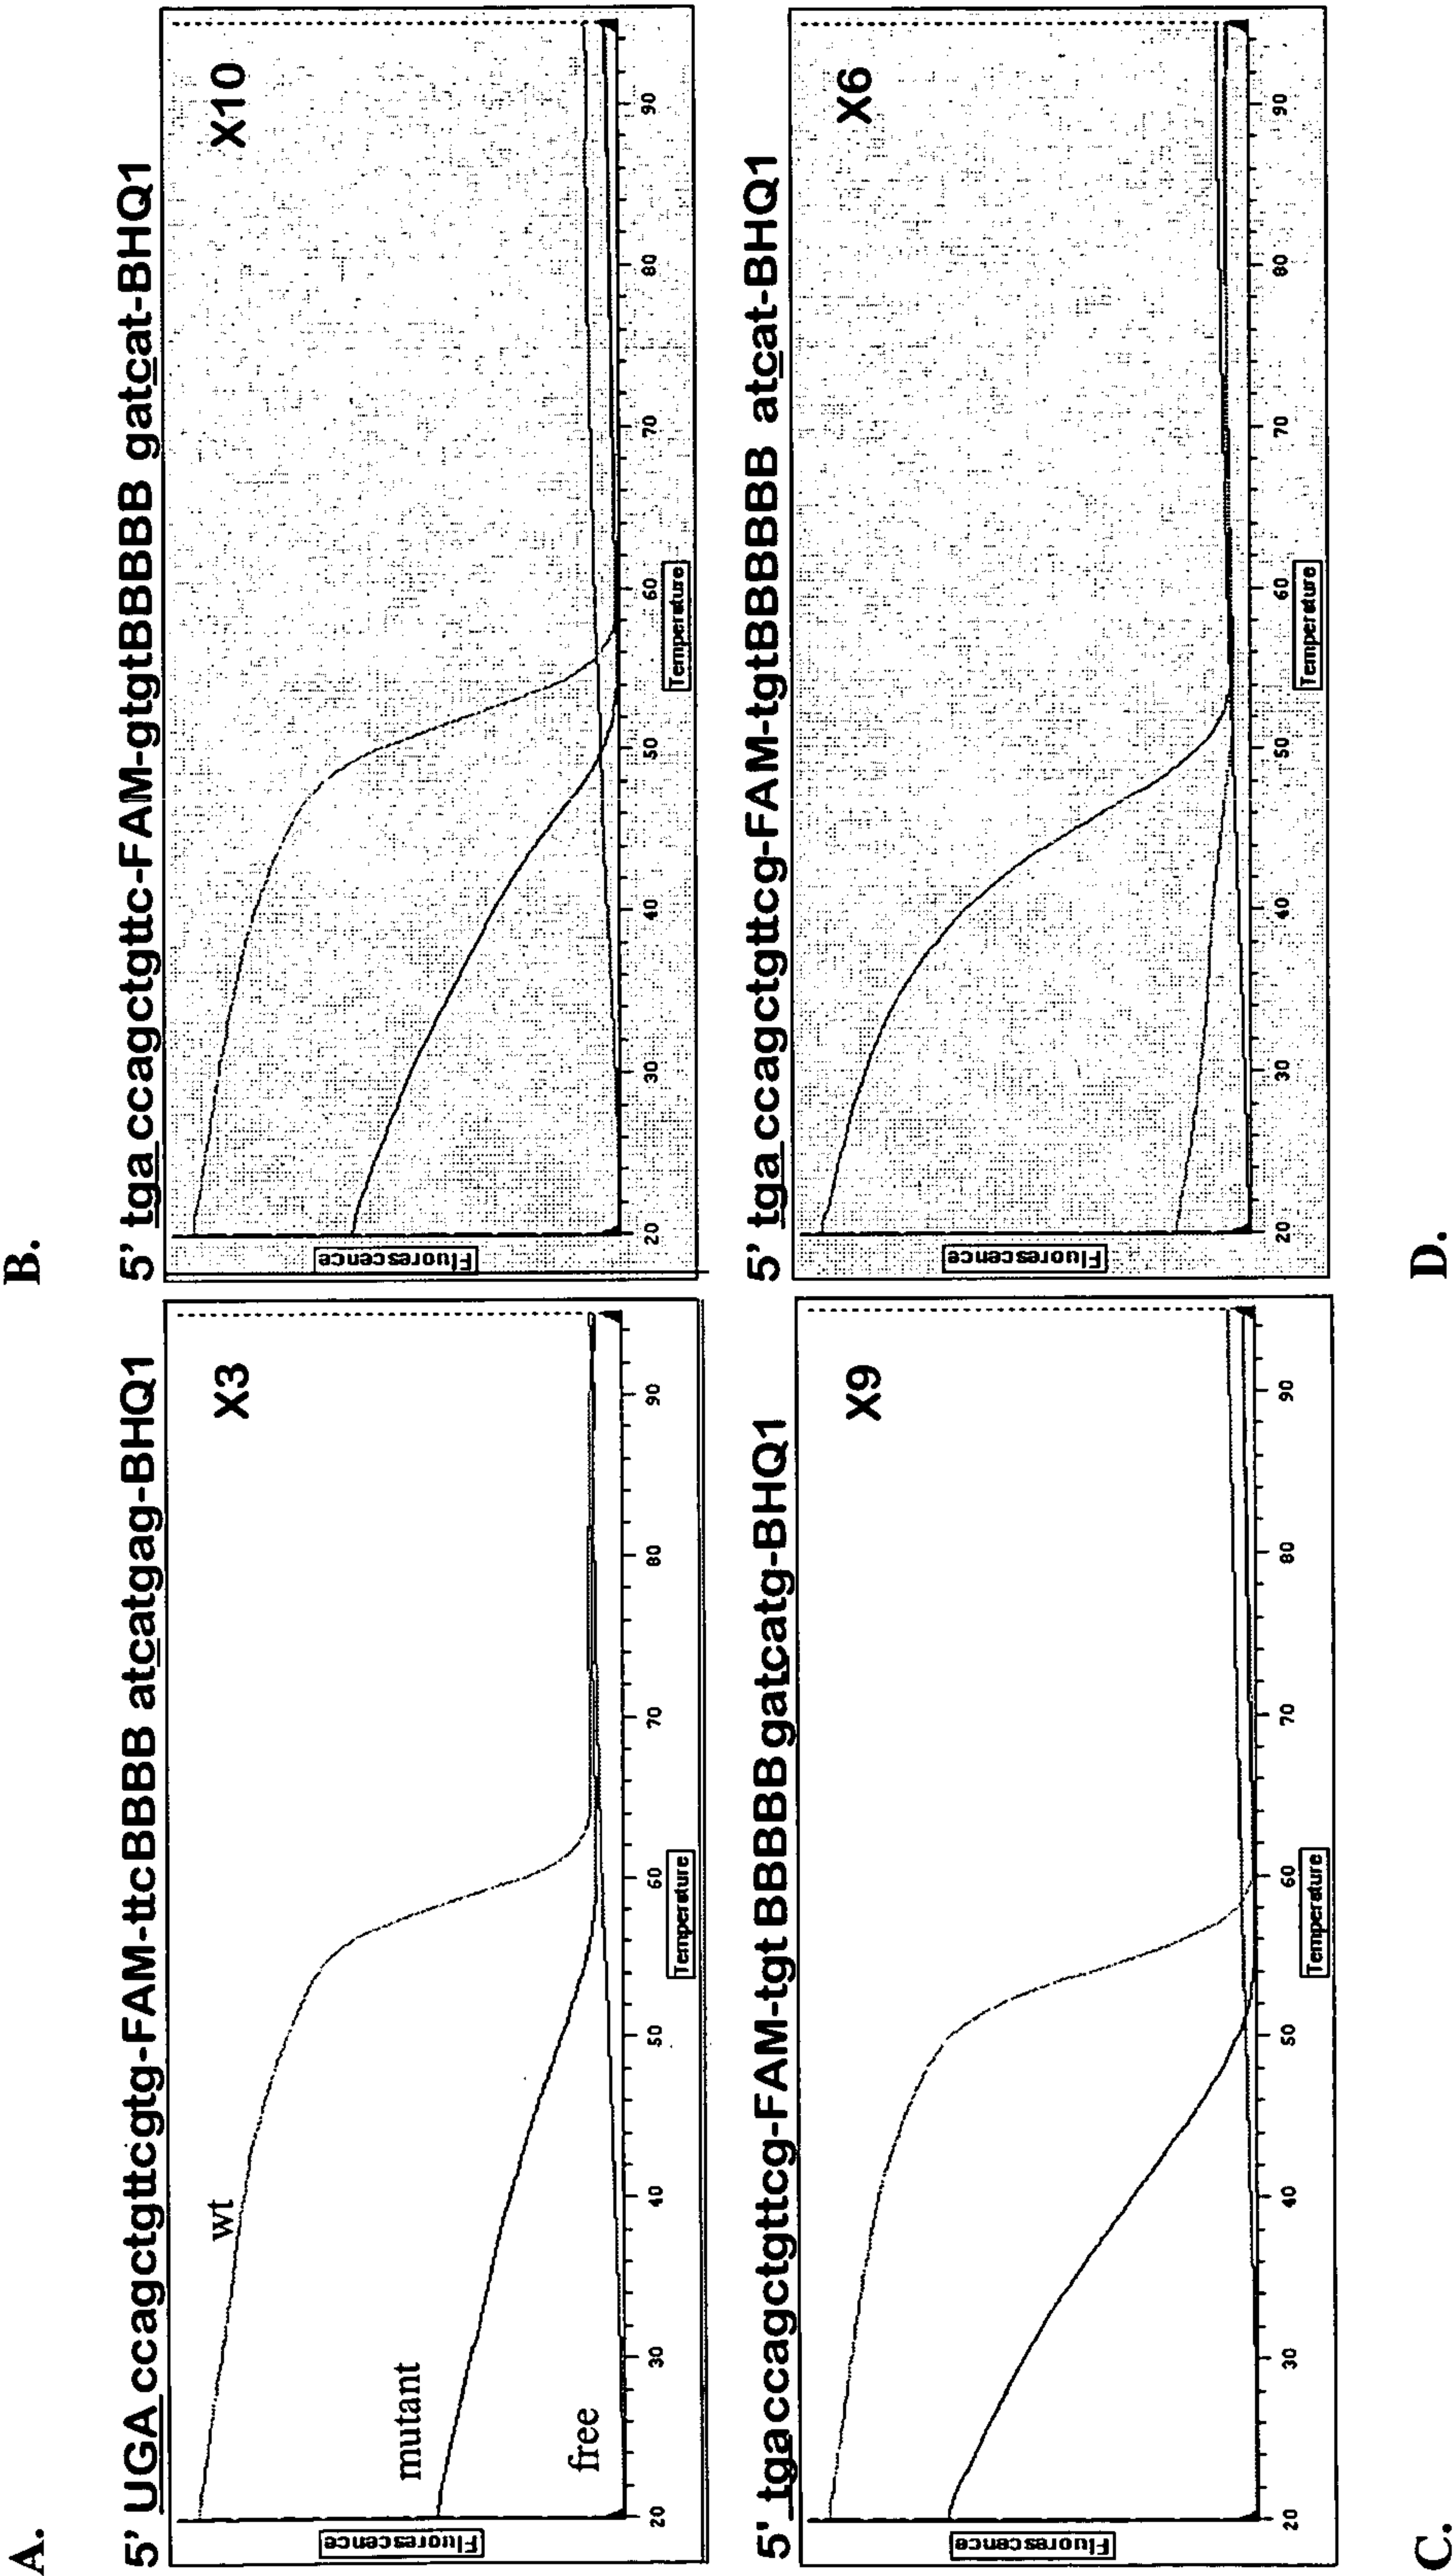 A.
5' UGA ccagctgttcgtg-FAM-ttcBBBB atcatgag-BHQ1
X3
wt
mutant
free
Fluorescence
20 30 40 50 60 70 80 90
Temperature
B.
5' tga ccagctgttc-FAM-gtgtBBBBBB gatcat-BHQ1
X10
Fluorescence
20 30 40 50 60 70 80 90
Temperature
C.
5' tgaccagctgttcg-FAM-tgt BBBBB gatcatg-BHQ1
X9
Fluorescence
20 30 40 50 60 70 80 90
Temperature
D.
5' tga ccagctgttcg-FAM-tgtBBBBBB atcat-BHQ1
X6
Fluorescence
20 30 40 50 60 70 80 90
Temperature